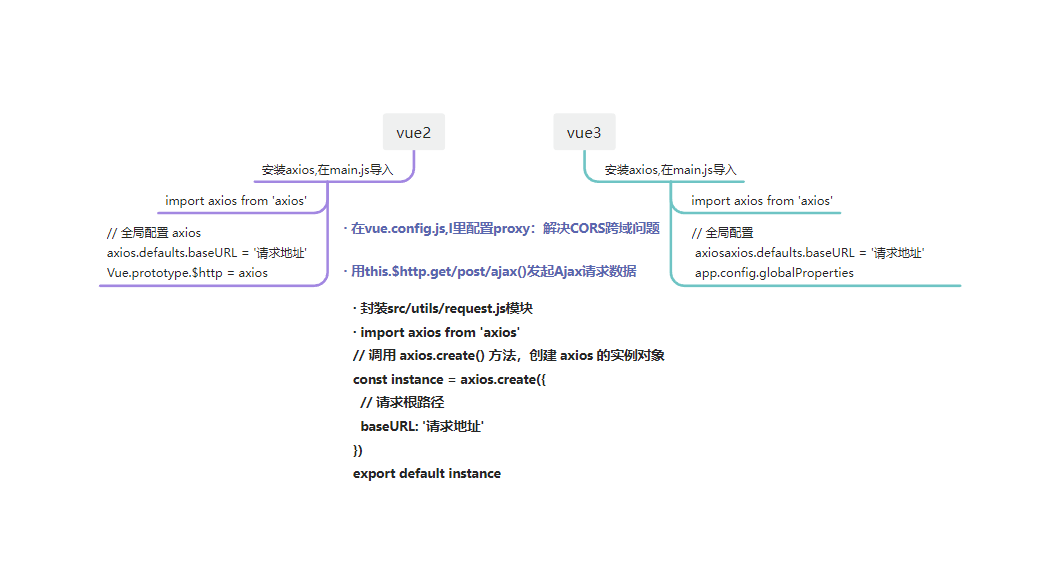 vue2
安装axios,在main.js导入
import axios from 'axios'
// 全局配置 axios
axios.defaults.baseURL = '请求地址'
Vue.prototype.$http = axios
vue3
安装axios,在main.js导入
import axios from 'axios'
// 全局配置
axiosaxios.defaults.baseURL = '请求地址'
app.config.globalProperties
· 在vue.config.js,l里配置proxy：解决CORS跨域问题
· 用this.$http.get/post/ajax()发起Ajax请求数据
· 封装src/utils/request.js模块
· import axios from 'axios'
// 调用 axios.create() 方法，创建 axios 的实例对象
const instance = axios.create({
// 请求根路径
baseURL: '请求地址'
})
export default instance